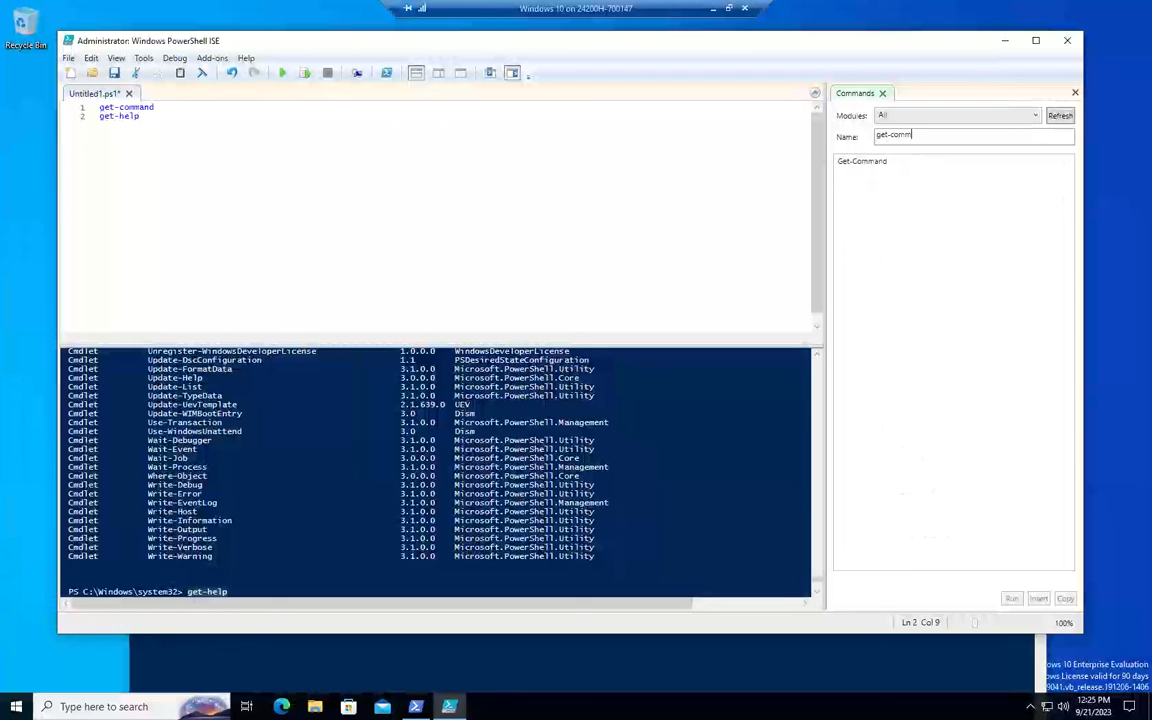 Windows 10 on 24200H-700147
Recycle Bin
Administrator: Windows PowerShell ISE
File Edit View Tools Debug Add-ons Help
Untitled1.ps1*
1 get-command
2 get-help
Commands
Modules: All Refresh
Name: get-comm
Get-Command
Cmdlet Unregister-WindowsDeveloperLicense 1.0.0.0 WindowsDeveloperLicense
Cmdlet Update-DscConfiguration 1.1 PSDesiredStateConfiguration
Cmdlet Update-FormatData 3.1.0.0 Microsoft.PowerShell.Utility
Cmdlet Update-Help 3.0.0.0 Microsoft.PowerShell.Core
Cmdlet Update-List 3.1.0.0 Microsoft.PowerShell.Utility
Cmdlet Update-TypeData 3.1.0.0 Microsoft.PowerShell.Utility
Cmdlet Update-UevTemplate 2.1.639.0 UEV
Cmdlet Update-WIMBootEntry 3.0 Dism
Cmdlet Use-Transaction 3.1.0.0 Microsoft.PowerShell.Management
Cmdlet Use-WindowsUnattend 3.0 Dism
Cmdlet Wait-Debugger 3.1.0.0 Microsoft.PowerShell.Utility
Cmdlet Wait-Event 3.1.0.0 Microsoft.PowerShell.Utility
Cmdlet Wait-Job 3.0.0.0 Microsoft.PowerShell.Core
Cmdlet Wait-Process 3.1.0.0 Microsoft.PowerShell.Management
Cmdlet Where-Object 3.0.0.0 Microsoft.PowerShell.Core
Cmdlet Write-Debug 3.1.0.0 Microsoft.PowerShell.Utility
Cmdlet Write-Error 3.1.0.0 Microsoft.PowerShell.Utility
Cmdlet Write-EventLog 3.1.0.0 Microsoft.PowerShell.Management
Cmdlet Write-Host 3.1.0.0 Microsoft.PowerShell.Utility
Cmdlet Write-Information 3.1.0.0 Microsoft.PowerShell.Utility
Cmdlet Write-Output 3.1.0.0 Microsoft.PowerShell.Utility
Cmdlet Write-Progress 3.1.0.0 Microsoft.PowerShell.Utility
Cmdlet Write-Verbose 3.1.0.0 Microsoft.PowerShell.Utility
Cmdlet Write-Warning 3.1.0.0 Microsoft.PowerShell.Utility
PS C:\Windows\system32> get-help
Run Insert Copy
Ln 2 Col 9 100%
ows 10 Enterprise Evaluation
ows License valid for 90 days
9041.vb_release.191206-1406
Type here to search
12:25 PM
9/21/2023